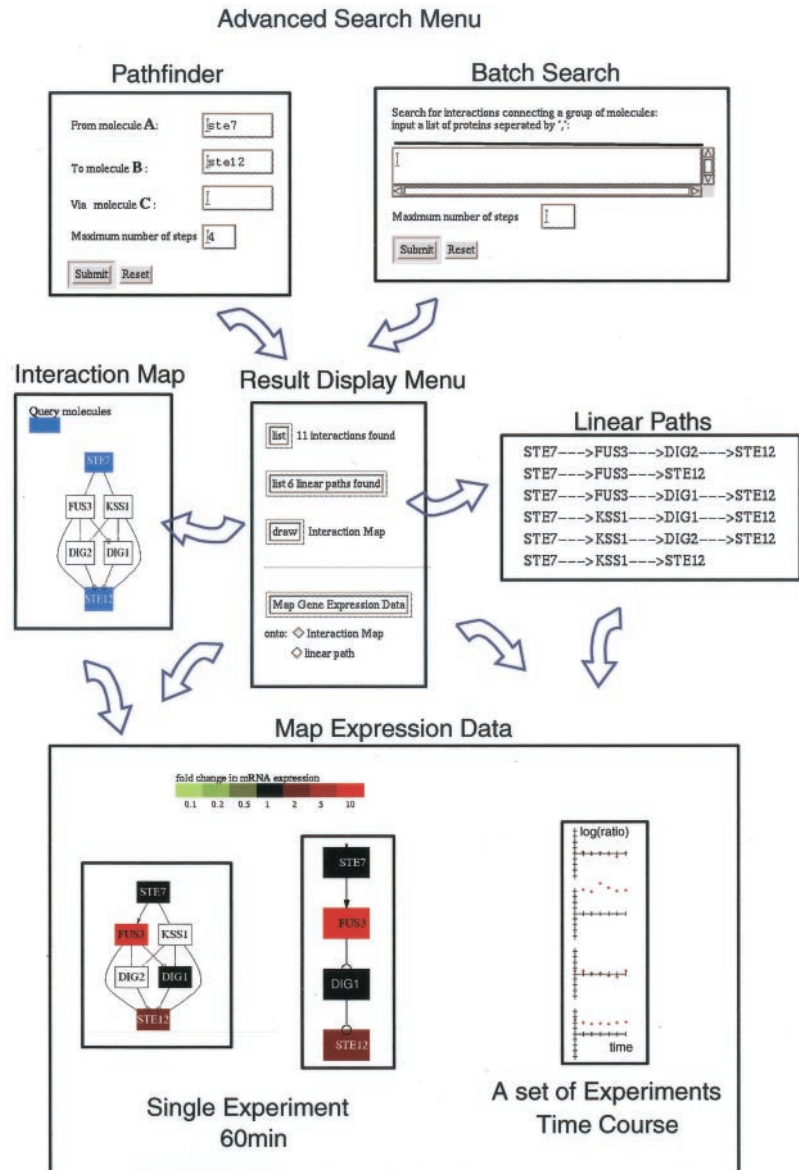 Advanced Search Menu
Pathfinder
From molecule A:
ste7
To molecule B :
ste12
Via molecule C :
Maximum number of steps
4
Submit Reset
Batch Search
Search for interactions connecting a group of molecules:
input a list of proteins seperated by ',':
Maximum number of steps
Submit Reset
Interaction Map
Query molecules
STE7
FUS3 KSS1
DIG2 DIG1
STE12
Result Display Menu
list 11 interactions found
list 6 linear paths found
draw Interaction Map
Map Gene Expression Data
onto: Interaction Map
linear path
Linear Paths
STE7--->FUS3--->DIG2--->STE12
STE7--->FUS3--->STE12
STE7--->FUS3--->DIG1--->STE12
STE7--->KSS1--->DIG1--->STE12
STE7--->KSS1--->DIG2--->STE12
STE7--->KSS1--->STE12
Map Expression Data
fold change in mRNA expression
0.1 0.2 0.5 1 2 5 10
STE7
FUS3 KSS1
DIG2 DIG1
STE12
STE7
FUS3
DIG1
STE12
Single Experiment
60min
log(ratio)
time
A set of Experiments
Time Course